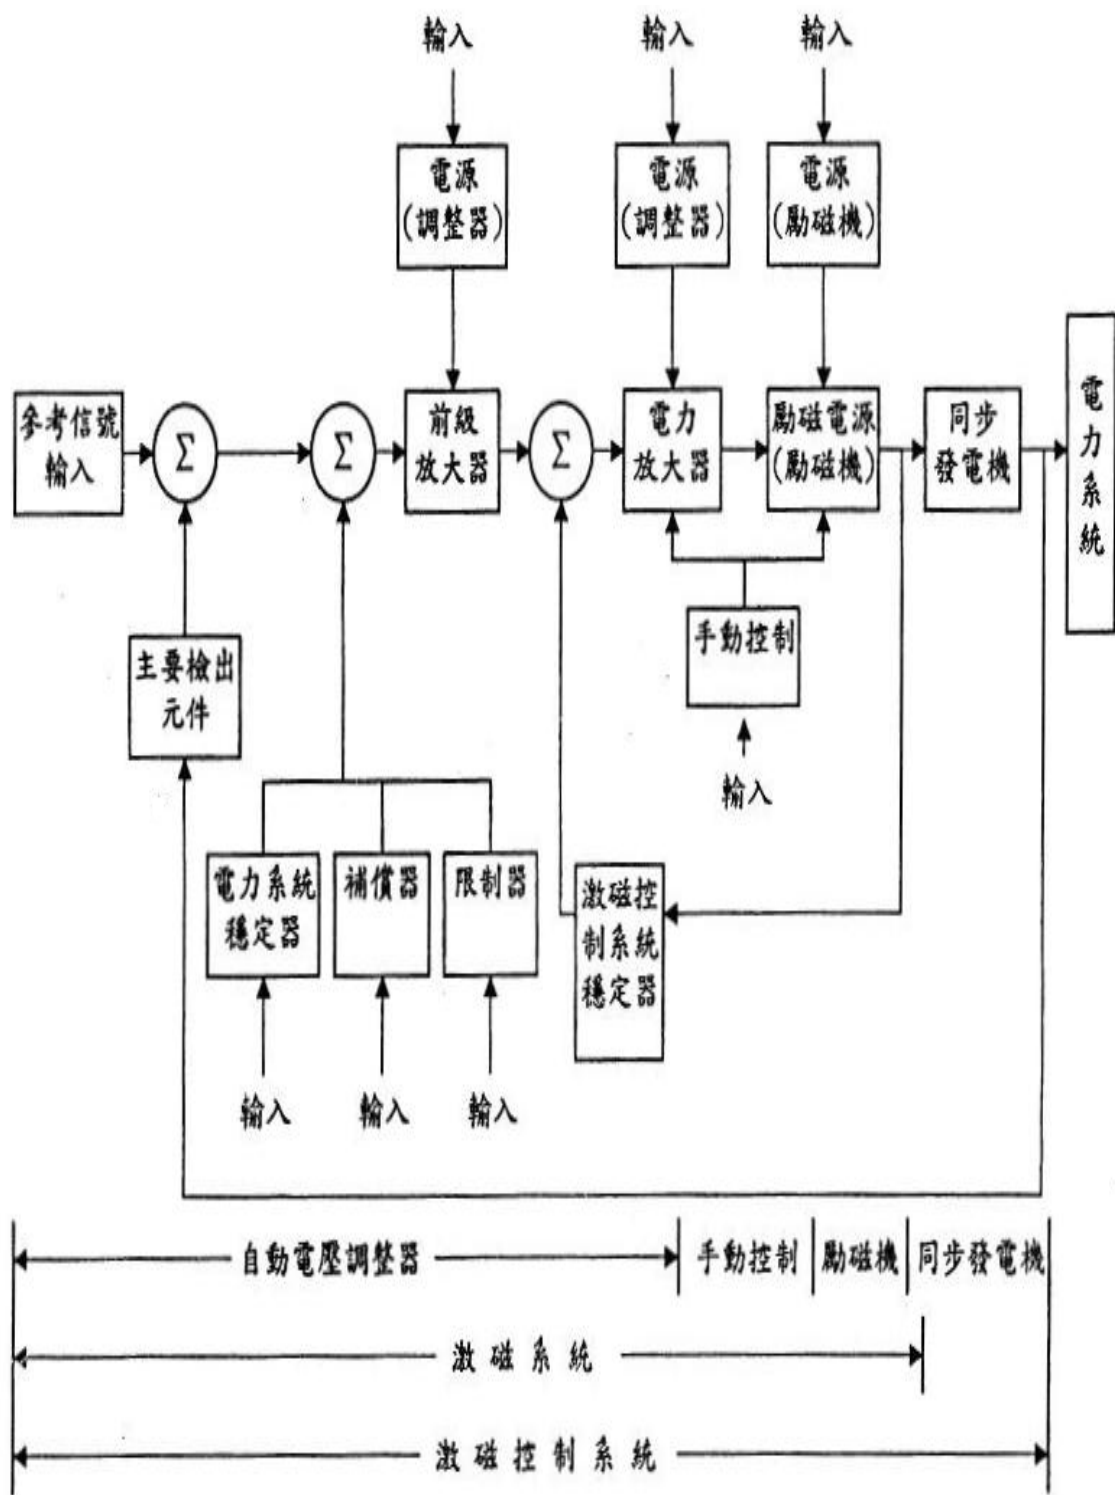 輸入
輸入
輸入
電源
(調整器)
電源
(調整器)
電源
(勵磁機)
參考信號
輸入
Σ
Σ
前級
放大器
Σ
電力
放大器
勵磁電源
(勵磁機)
同步
發電機
電力系統
主要檢出
元件
手動控制
輸入
電力系統
穩定器
補償器
限制器
激磁控
制系統
穩定器
輸入
輸入
輸入
自動電壓調整器
手動控制
勵磁機
同步發電機
激磁系統
激磁控制系統